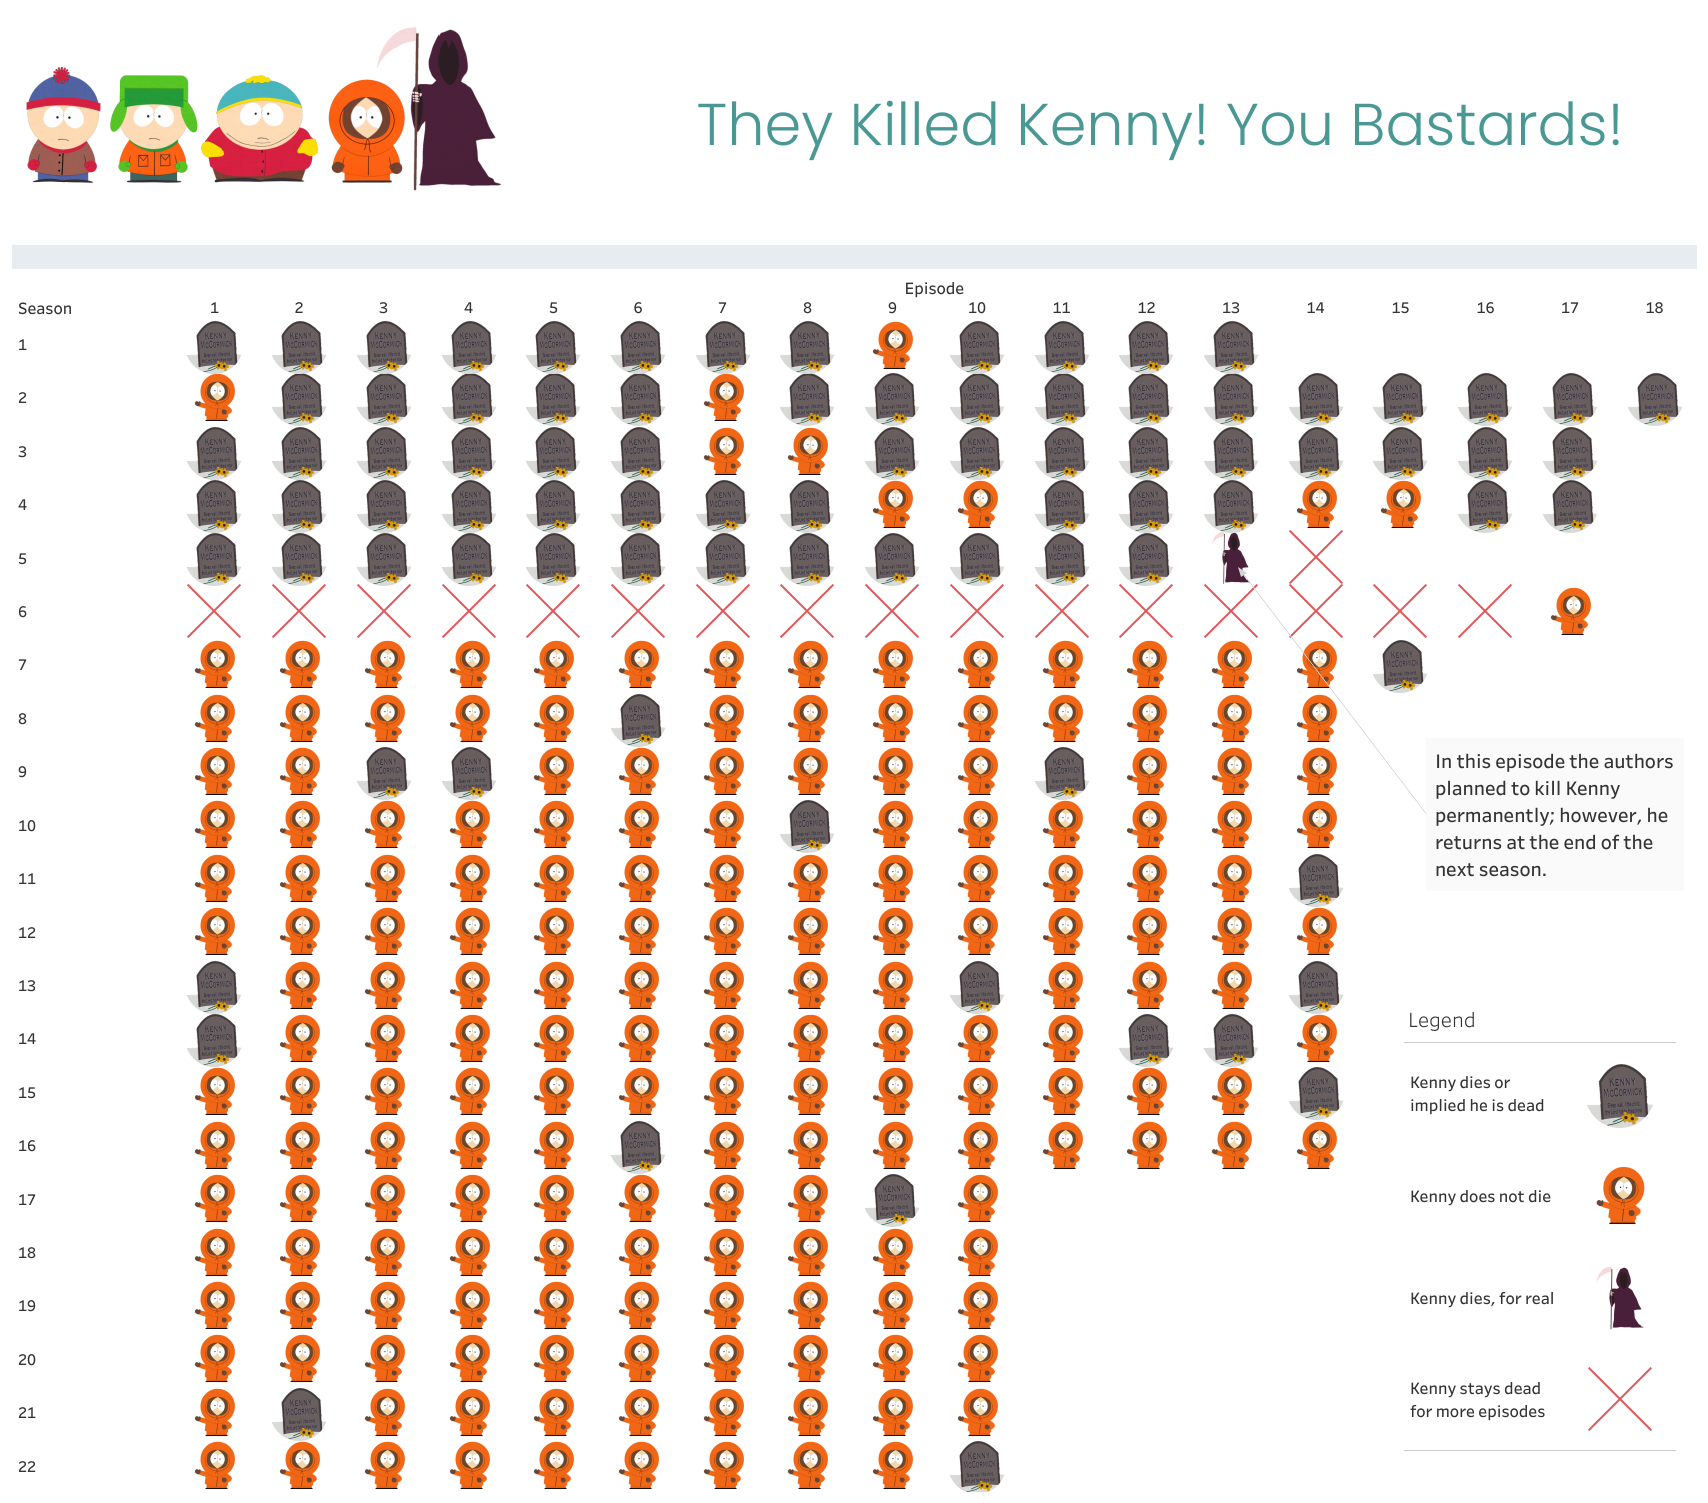 They Killed Kenny! You Bastards!
Episode
Season 1 2 3 4 5 6 7 8 9 10 11 12 13 14 15 16 17 18
1
2
3
4
5
6
7
8
9
10
11
12
13
14
15
16
17
18
19
20
21
22
In this episode the authors
planned to kill Kenny
permanently; however, he
returns at the end of the
next season.
Legend
Kenny dies or
implied he is dead
KENNY
McCORMICK
Kenny does not die
Kenny dies, for real
Kenny stays dead
for more episodes